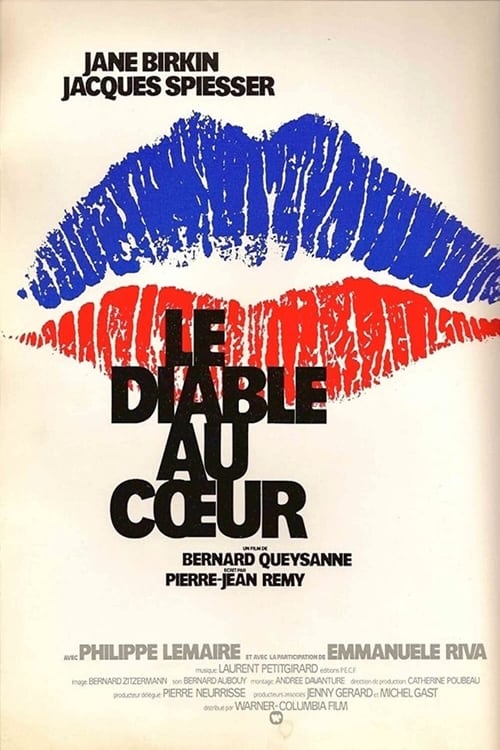 JANE BIRKIN
JACQUES SPIESSER
LE
DIABLE
AU
CŒUR
UN FILM DE
BERNARD QUEYSANNE
ECRIT PAR
PIERRE-JEAN REMY
AVEC PHILIPPE LEMAIRE ET AVEC LA PARTICIPATION DE EMMANUELE RIVA
musique: LAURENT PETITGIRARD éditions P.E.C.F.
image: BERNARD ZITZERMANN son: BERNARD AUBOUY montage: ANDREE DAVANTURE direction de production: CATHERINE POUBEAU
producteur délégué: PIERRE NEURRISSE producteurs associés: JENNY GERARD et MICHEL GAST
distribué par WARNER-COLUMBIA FILM